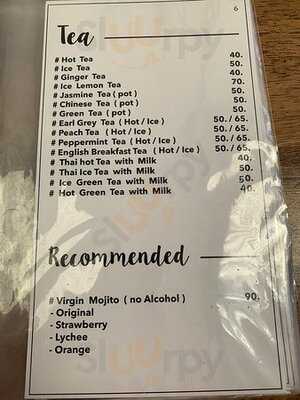 6
Tea
# Hot Tea 40.
# Ice Tea 50.
# Ginger Tea 40.
# Ice Lemon Tea 70.
# Jasmine Tea ( pot ) 50.
# Chinese Tea ( pot ) 50.
# Green Tea ( pot ) 50.
# Earl Grey Tea ( Hot / Ice ) 50. / 65.
# Peach Tea ( Hot / Ice ) 50. / 65.
# Peppermint Tea ( Hot / Ice ) 50. / 65.
# English Breakfast Tea ( Hot / Ice ) 50. / 65.
# Thai hot Tea with Milk 40.
# Thai Ice Tea with Milk 50.
# Ice Green Tea with Milk 50.
# Hot Green Tea with Milk 40.
Recommended
# Virgin Mojito ( no Alcohol ) 90.
- Original
- Strawberry
- Lychee
- Orange
sluurpy